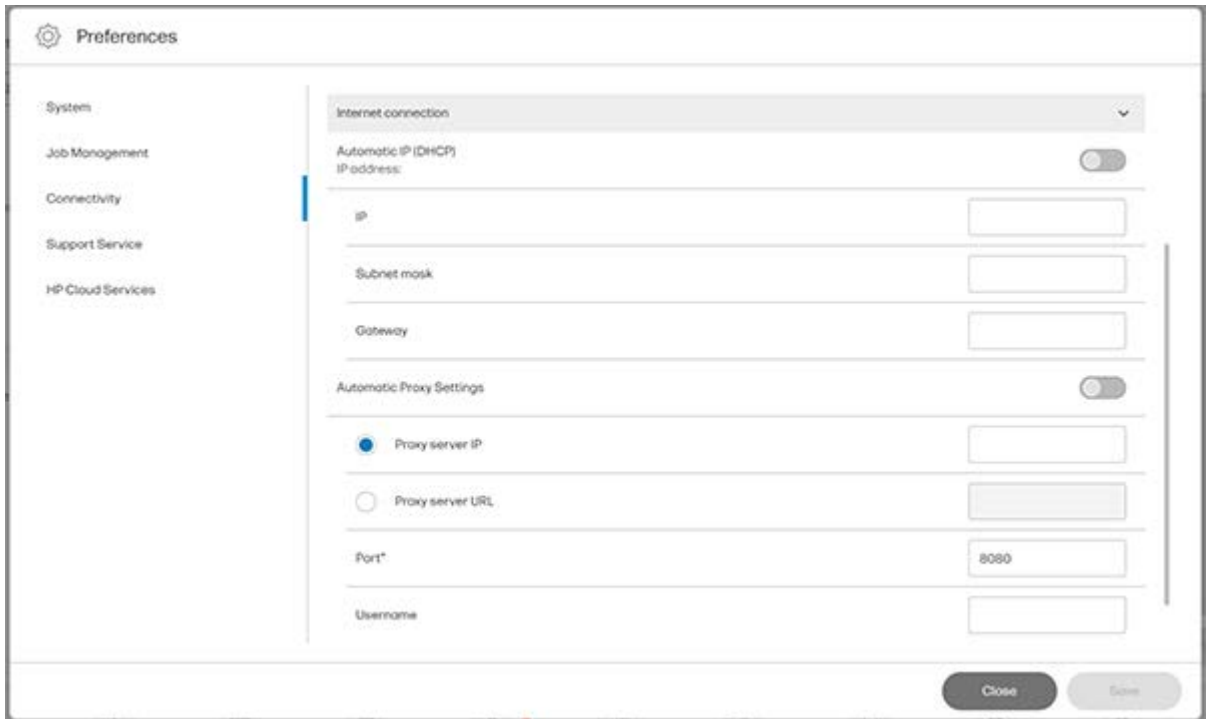 Preferences
System
Job Management
Connectivity
Support Service
HP Cloud Services
Internet connection
Automatic IP (DHCP)
IP address:
IP
Subnet mask
Gateway
Automatic Proxy Settings
Proxy server IP
Proxy server URL
Port*
8080
Username
Close
Save